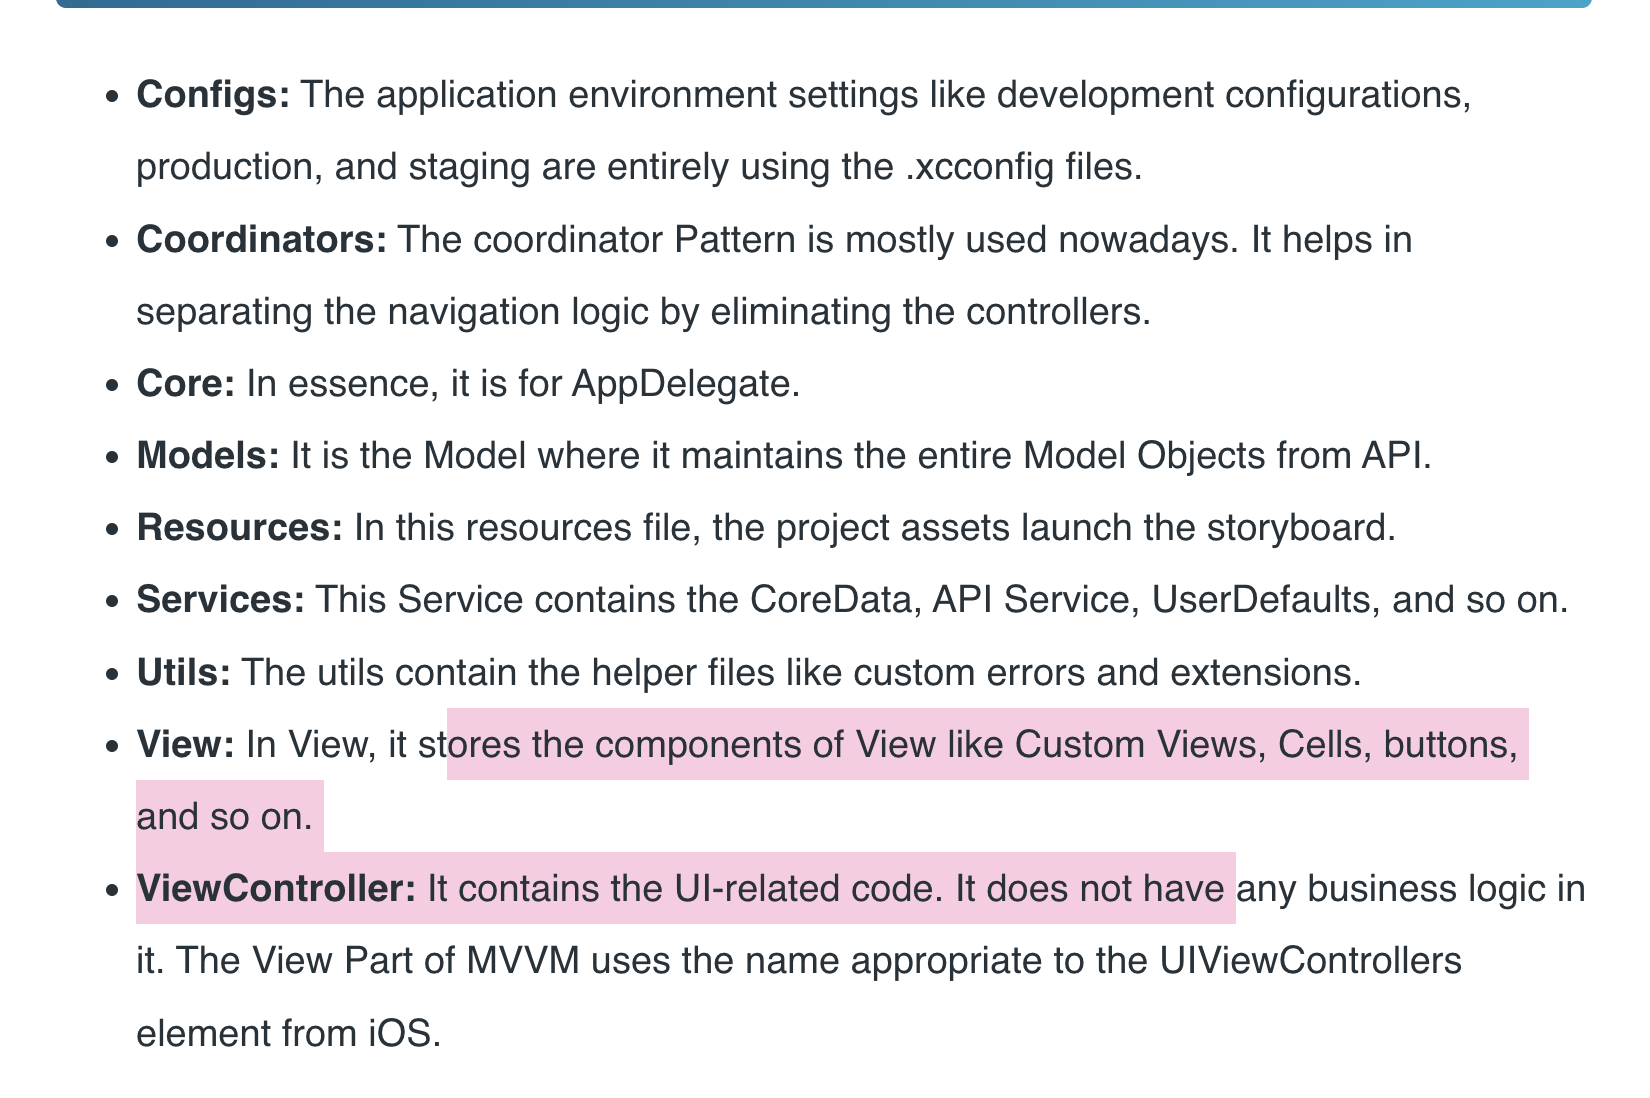 • Configs: The application environment settings like development configurations,
production, and staging are entirely using the .xcconfig files.
• Coordinators: The coordinator Pattern is mostly used nowadays. It helps in
separating the navigation logic by eliminating the controllers.
• Core: In essence, it is for AppDelegate.
• Models: It is the Model where it maintains the entire Model Objects from API.
• Resources: In this resources file, the project assets launch the storyboard.
• Services: This Service contains the CoreData, API Service, UserDefaults, and so on.
• Utils: The utils contain the helper files like custom errors and extensions.
• View: In View, it stores the components of View like Custom Views, Cells, buttons,
and so on.
• ViewController: It contains the UI-related code. It does not have any business logic in
it. The View Part of MVVM uses the name appropriate to the UIViewControllers
element from iOS.